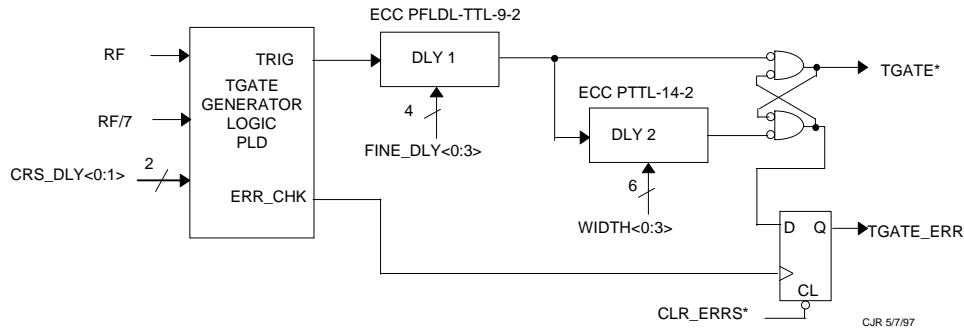 ECC PFLDL-TTL-9-2
RF
TRIG
DLY 1
TGATE*
TGATE
GENERATOR
LOGIC
PLD
ECC PTTL-14-2
RF/7
4
DLY 2
FINE_DLY<0:3>
CRS_DLY<0:1>
2
6
ERR_CHK
WIDTH<0:3>
D Q
TGATE_ERR
CL
CLR_ERRS*
CJR 5/7/97